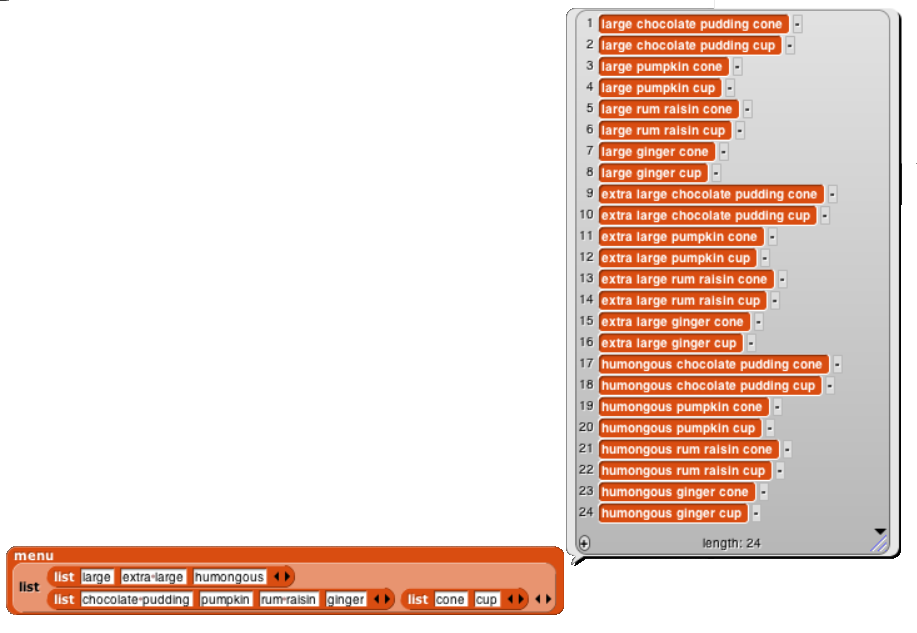 1 large chocolate pudding cone -
2 large chocolate pudding cup -
3 large pumpkin cone -
4 large pumpkin cup -
5 large rum raisin cone -
6 large rum raisin cup -
7 large ginger cone -
8 large ginger cup -
9 extra large chocolate pudding cone -
10 extra large chocolate pudding cup -
11 extra large pumpkin cone -
12 extra large pumpkin cup -
13 extra large rum raisin cone -
14 extra large rum raisin cup -
15 extra large ginger cone -
16 extra large ginger cup -
17 humongous chocolate pudding cone -
18 humongous chocolate pudding cup -
19 humongous pumpkin cone -
20 humongous pumpkin cup -
21 humongous rum raisin cone -
22 humongous rum raisin cup -
23 humongous ginger cone -
24 humongous ginger cup -
+ length: 24
menu
list
list large extra·large humongous
list chocolate·pudding pumpkin rum·raisin ginger list cone cup